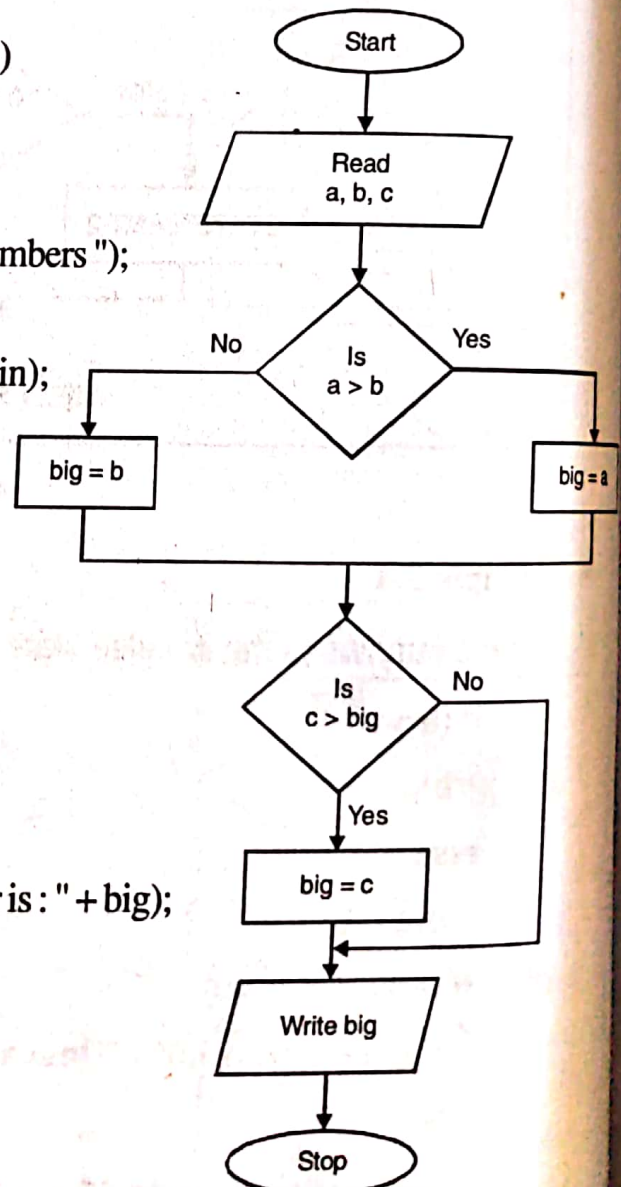 )
Start
Read
a, b, c
mbers ");
Is
a > b
No
Yes
in);
big = b
big = a
Is
c > big
No
Yes
big = c
is : " + big);
Write big
Stop